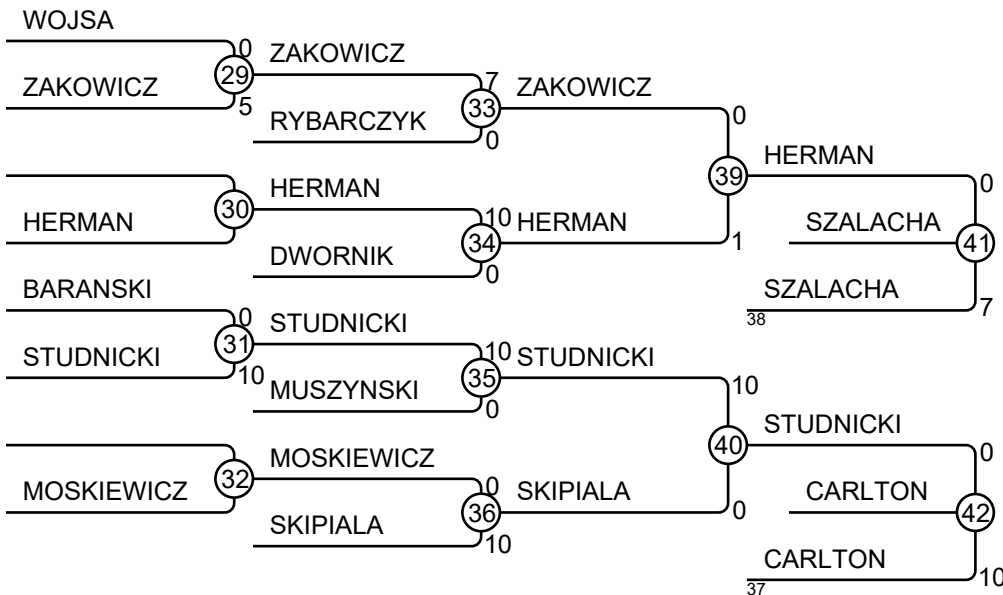 WOJSA
0
29
ZAKOWICZ
5
ZAKOWICZ
7
33
RYBARCZYK
0
ZAKOWICZ
0
39
HERMAN
0
30
HERMAN
HERMAN
10
34
DWORNIK
0
HERMAN
1
SZALACHA
41
SZALACHA
38
7
BARANSKI
0
31
STUDNICKI
10
STUDNICKI
10
35
MUSZYNSKI
0
STUDNICKI
10
40
STUDNICKI
0
32
MOSKIEWICZ
MOSKIEWICZ
0
36
SKIPIALA
10
SKIPIALA
0
CARLTON
42
CARLTON
37
10